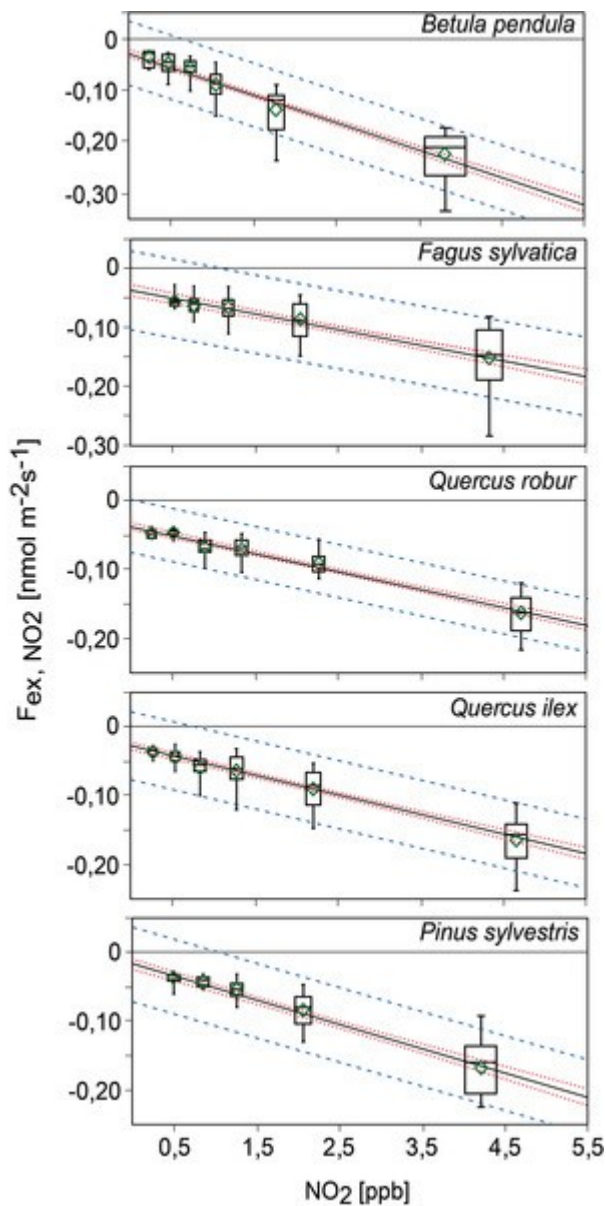 Betula pendula
0
-0,10
-0,20
-0,30
Fagus sylvatica
0
-0,10
-0,20
-0,30
Quercus robur
0
-0,10
-0,20
Quercus ilex
0
-0,10
-0,20
Pinus sylvestris
0
-0,10
-0,20
Fex, NO2 [nmol m-2s-1]
0,5 1,5 2,5 3,5 4,5 5,5
NO2 [ppb]